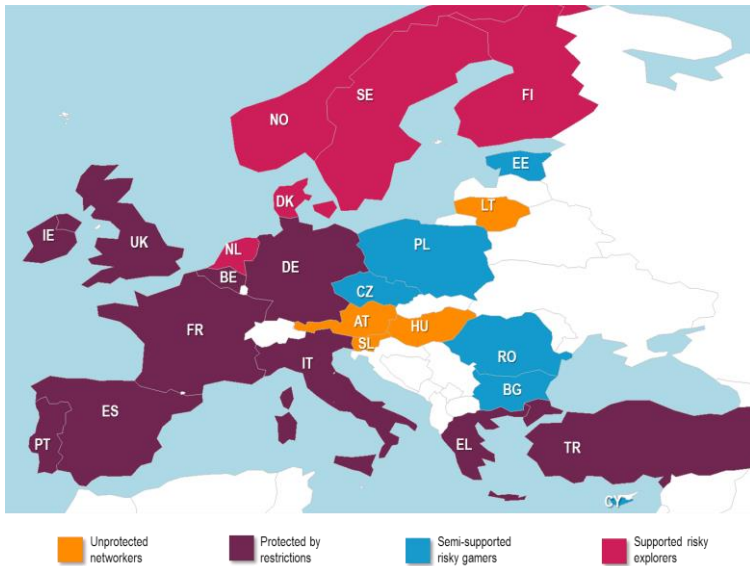 SE
NO
FI
EE
DK
LT
IE
UK
NL
PL
BE
DE
CZ
AT
HU
FR
SL
RO
IT
BG
ES
PT
EL
TR
CY
Unprotected
networkers
Protected by
restrictions
Semi-supported
risky gamers
Supported risky
explorers